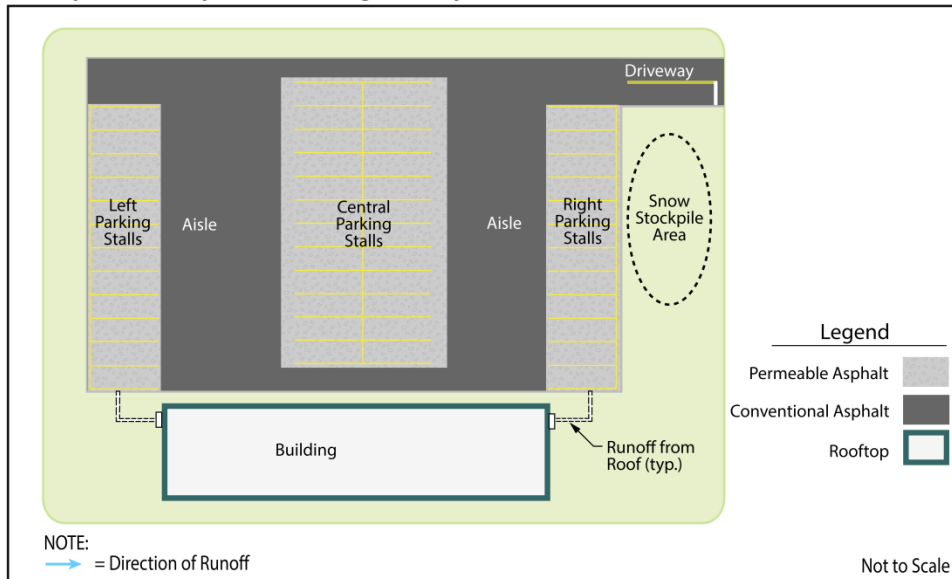 Driveway
Left
Parking
Stalls
Aisle
Central
Parking
Stalls
Aisle
Right
Parking
Stalls
Snow
Stockpile
Area
Legend
Permeable Asphalt
Conventional Asphalt
Rooftop
Building
Runoff from
Roof (typ.)
NOTE:
= Direction of Runoff
Not to Scale